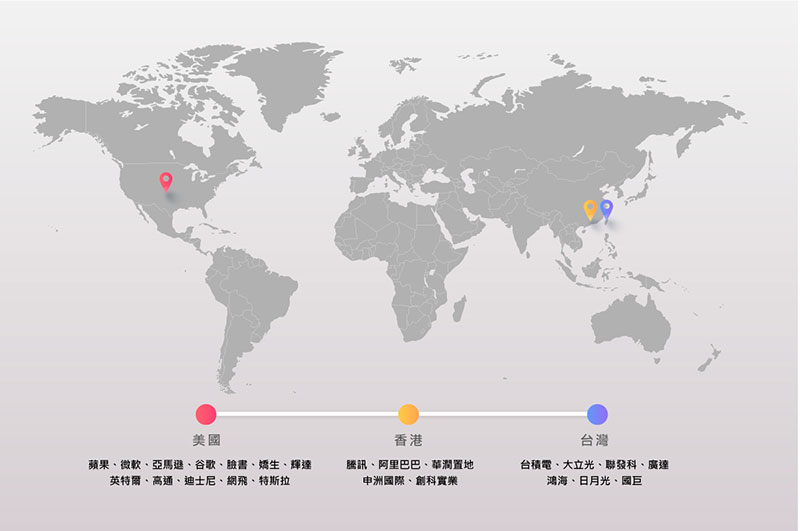 美國
蘋果、微軟、亞馬遜、谷歌、臉書、嬌生、輝達
英特爾、高通、迪士尼、網飛、特斯拉
香港
騰訊、阿里巴巴、華潤置地
申洲國際、創科實業
台灣
台積電、大立光、聯發科、廣達
鴻海、日月光、國巨